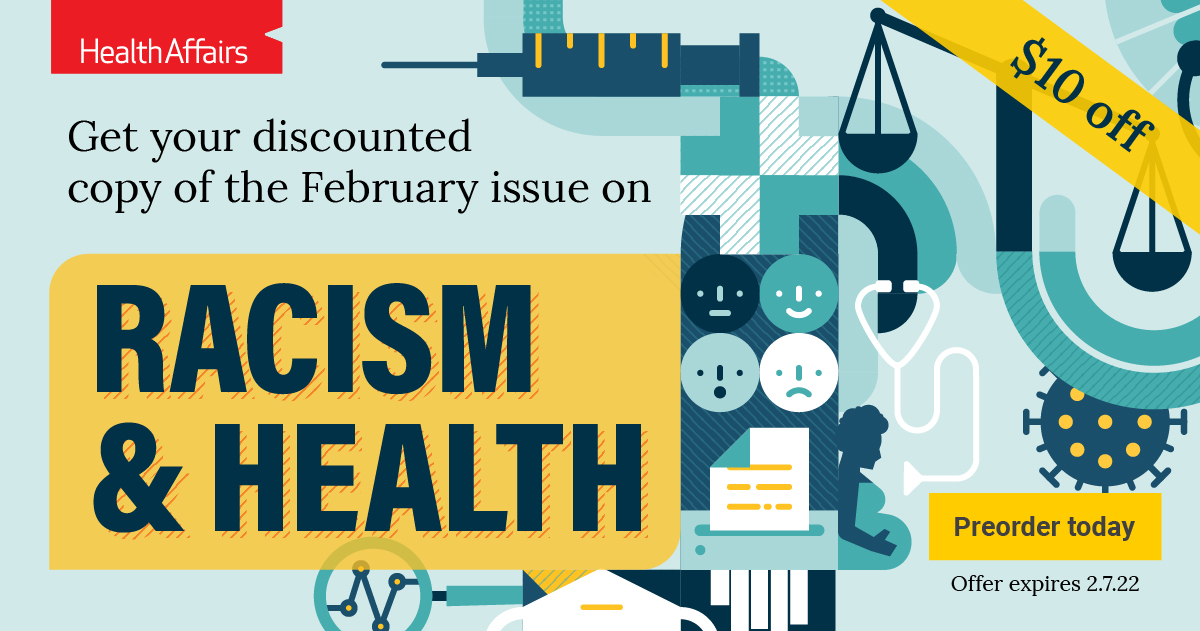 HealthAffairs
$10 off
Get your discounted
copy of the February issue on
RACISM
& HEALTH
Preorder today
Offer expires 2.7.22